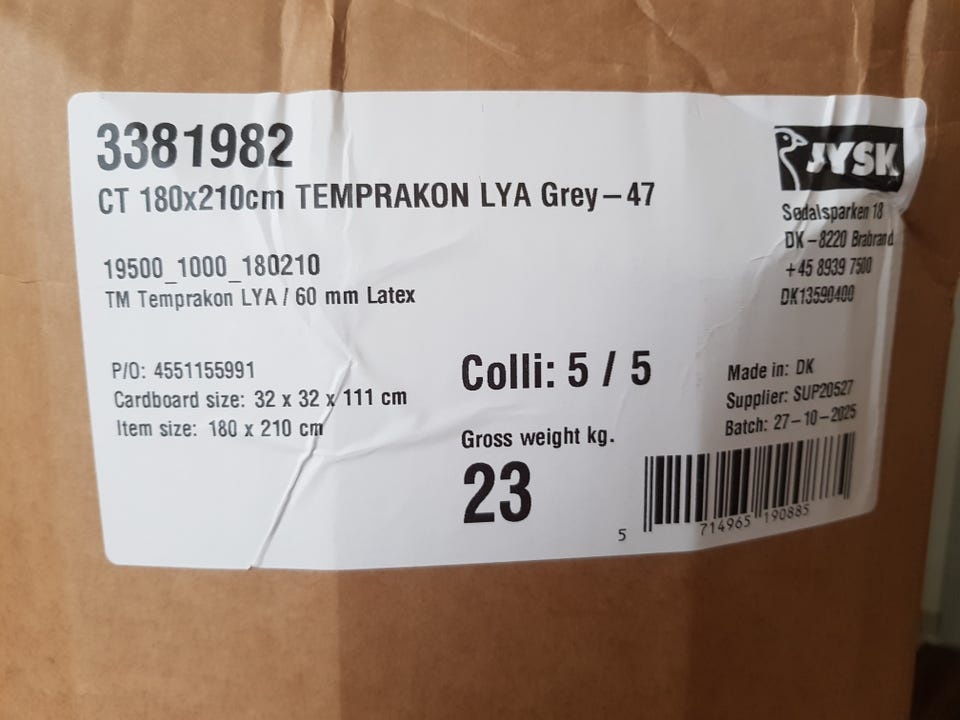 3381982
CT 180x210cm TEMPRAKON LYA Grey-47
19500_1000_180210
TM Temprakon LYA / 60 mm Latex
P/O: 4551155991
Cardboard size: 32 x 32 x 111 cm
Item size: 180 x 210 cm
Colli: 5 / 5
Gross weight kg.
23
JYSK
Sødalsparken 18
DK-8220 Brabrand
+45 8939 7500
DK13590400
Made in: DK
Supplier: SUP20527
Batch: 27-10-2025
5 714965 190885